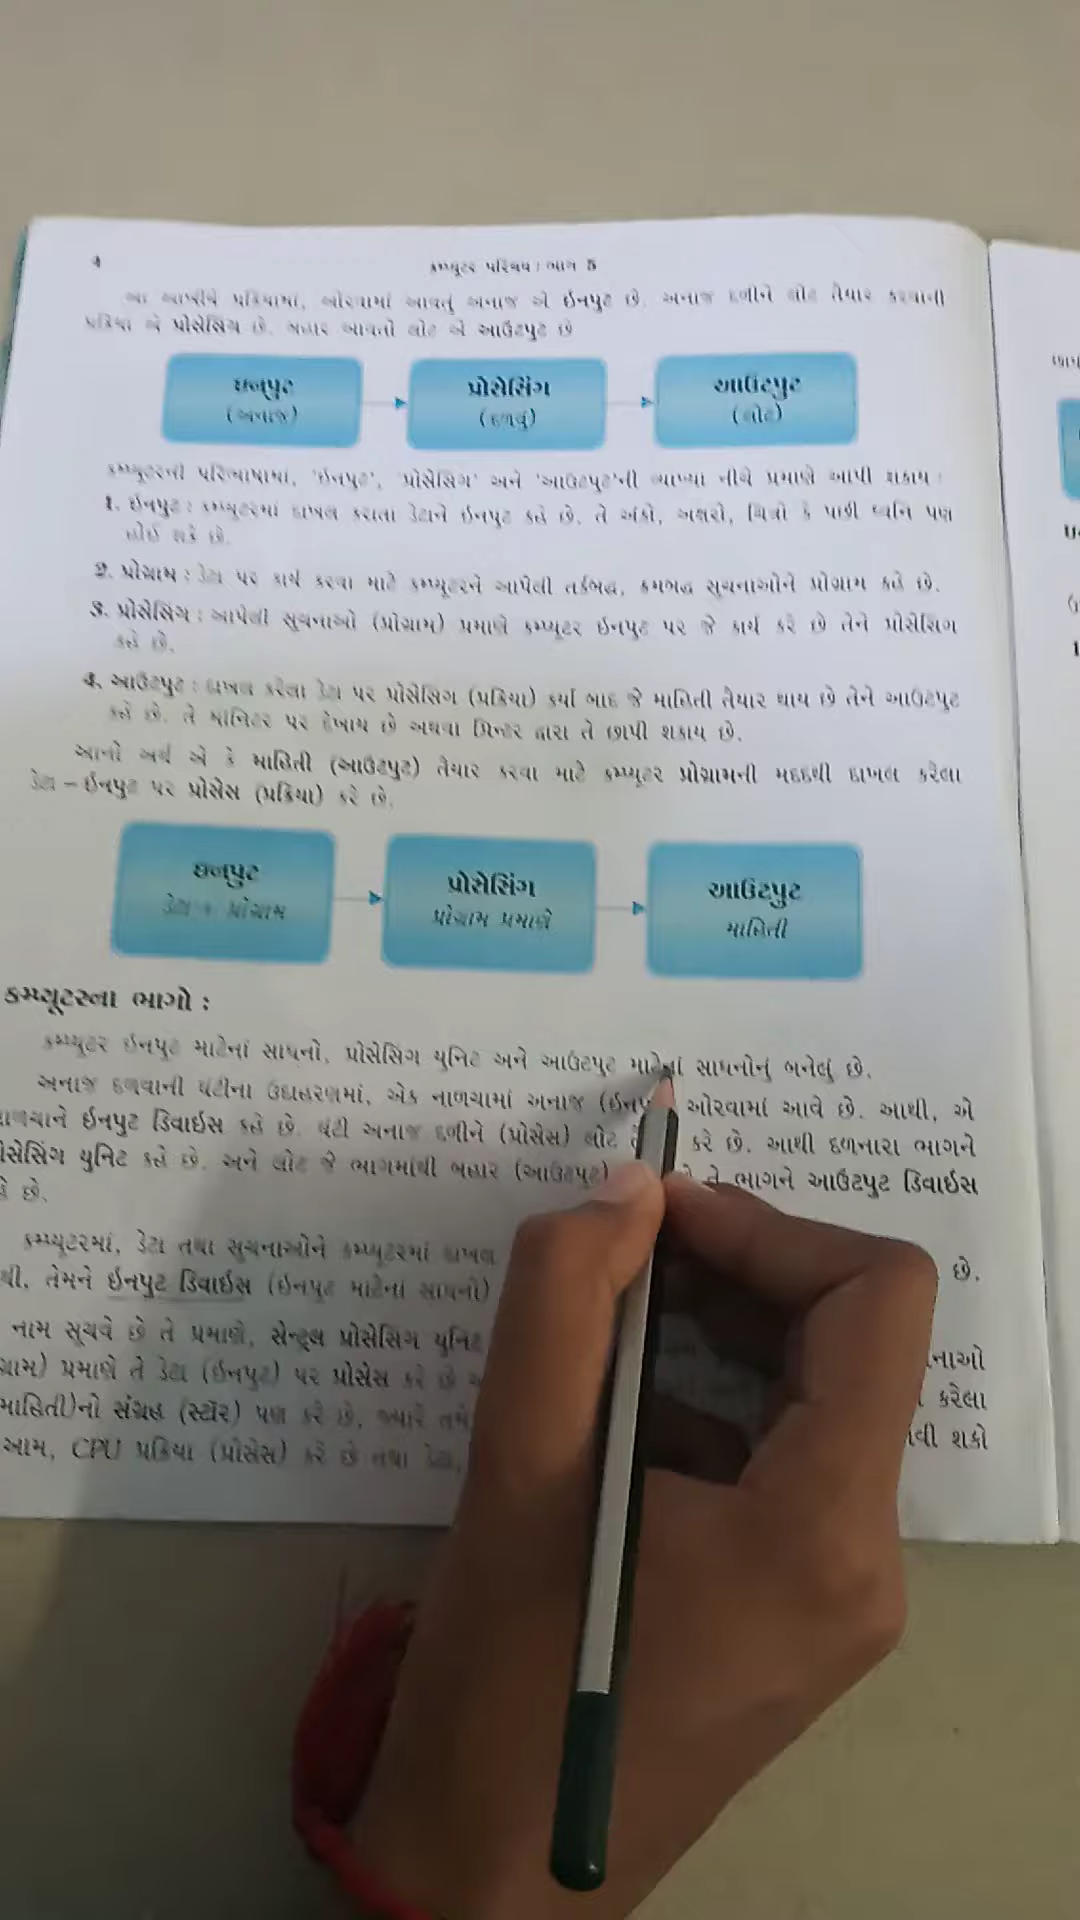 ૪
કમ્પ્યૂટર પરિચય : ભાગ 5
આ આખીયે પ્રક્રિયામાં, ઓરવામાં આવતું અનાજ એ ઇનપુટ છે. અનાજ દળીને લોટ તૈયાર કરવાની
પ્રક્રિયા એ પ્રોસેસિંગ છે. બહાર આવતો લોટ એ આઉટપુટ છે
ઇનપુટ
(અનાજ)
પ્રોસેસિંગ
(દળવું)
આઉટપુટ
(લોટ)
કમ્પ્યૂટરની પરિભાષામાં, 'ઇનપુટ', 'પ્રોસેસિંગ' અને 'આઉટપુટ'ની વ્યાખ્યા નીચે પ્રમાણે આપી શકાય :
1. ઇનપુટ : કમ્પ્યૂટરમાં દાખલ કરાતા ડેટાને ઇનપુટ કહે છે. તે અંકો, અક્ષરો, ચિત્રો કે પછી ધ્વનિ પણ
હોઈ શકે છે.
2. પ્રોગ્રામ : ડેટા પર કાર્ય કરવા માટે કમ્પ્યૂટરને આપેલી તર્કબદ્ધ, ક્રમબદ્ધ સૂચનાઓને પ્રોગ્રામ કહે છે.
3. પ્રોસેસિંગ : આપેલી સૂચનાઓ (પ્રોગ્રામ) પ્રમાણે કમ્પ્યૂટર ઇનપુટ પર જે કાર્ય કરે છે તેને પ્રોસેસિંગ
કહે છે.
4. આઉટપુટ : દાખલ કરેલા ડેટા પર પ્રોસેસિંગ (પ્રક્રિયા) કર્યા બાદ જે માહિતી તૈયાર થાય છે તેને આઉટપુટ
કહે છે. તે મૉનિટર પર દેખાય છે અથવા પ્રિન્ટર દ્વારા તે છાપી શકાય છે.
આનો અર્થ એ કે માહિતી (આઉટપુટ) તૈયાર કરવા માટે કમ્પ્યૂટર પ્રોગ્રામની મદદથી દાખલ કરેલા
ડેટા – ઇનપુટ પર પ્રોસેસ (પ્રક્રિયા) કરે છે.
ઇનપુટ
ડેટા + પ્રોગ્રામ
પ્રોસેસિંગ
પ્રોગ્રામ પ્રમાણે
આઉટપુટ
માહિતી
કમ્પ્યૂટરના ભાગો :
કમ્પ્યૂટર ઇનપુટ માટેનાં સાધનો, પ્રોસેસિંગ યુનિટ અને આઉટપુટ માટેનાં સાધનોનું બનેલું છે.
અનાજ દળવાની ઘંટીના ઉદાહરણમાં, એક નાળચામાં અનાજ (ઇનપુ ઓરવામાં આવે છે. આથી, એ
ાળચાને ઇનપુટ ડિવાઇસ કહે છે. ઘંટી અનાજ દળીને (પ્રોસેસ) લોટ કરે છે. આથી દળનારા ભાગને
ોસેસિંગ યુનિટ કહે છે. અને લોટ જે ભાગમાંથી બહાર (આઉટપુટ) તે ભાગને આઉટપુટ ડિવાઇસ
છે.
કમ્પ્યૂટરમાં, ડેટા તથા સૂચનાઓને કમ્પ્યૂટરમાં દાખલ છે.
થી, તેમને ઇનપુટ ડિવાઇસ (ઇનપુટ માટેનાં સાધનો)
નામ સૂચવે છે તે પ્રમાણે, સેન્ટ્રલ પ્રોસેસિંગ યુનિટ નાઓ
ગ્રામ) પ્રમાણે તે ડેટા (ઇનપુટ) પર પ્રોસેસ કરે છે કરેલા
માહિતી)નો સંગ્રહ (સ્ટૉર) પણ કરે છે, જ્યારે તમે વી શકો
આમ, CPU પ્રક્રિયા (પ્રોસેસ) કરે છે તથા ડેટા,